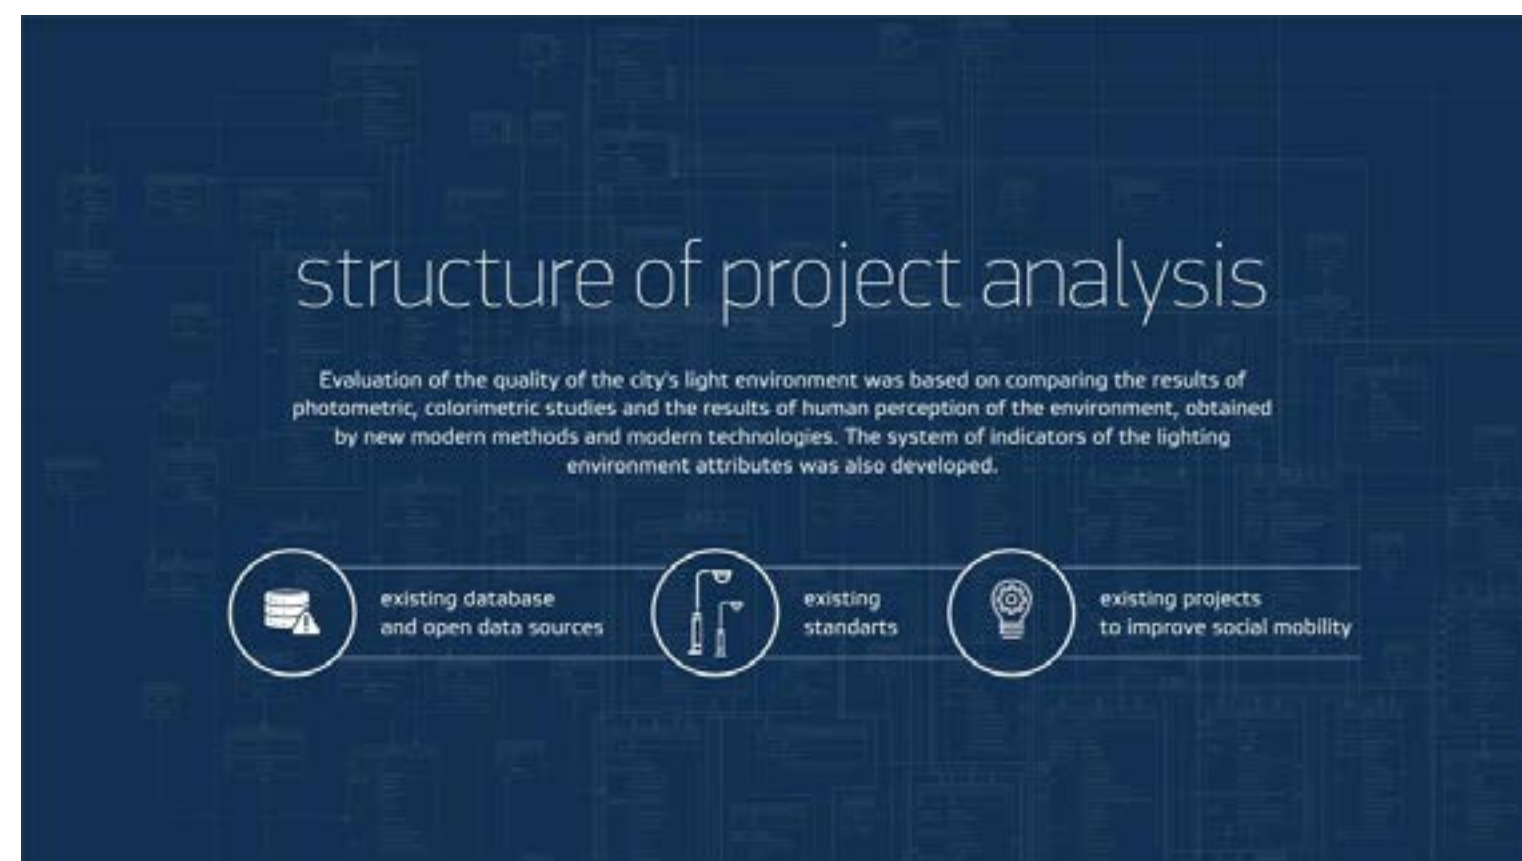 structure of project analysis
Evaluation of the quality of the city's light environment was based on comparing the results of
photometric, colorimetric studies and the results of human perception of the environment, obtained
by new modern methods and modern technologies. The system of indicators of the lighting
environment attributes was also developed.
existing database
and open data sources
existing
standarts
existing projects
to improve social mobility